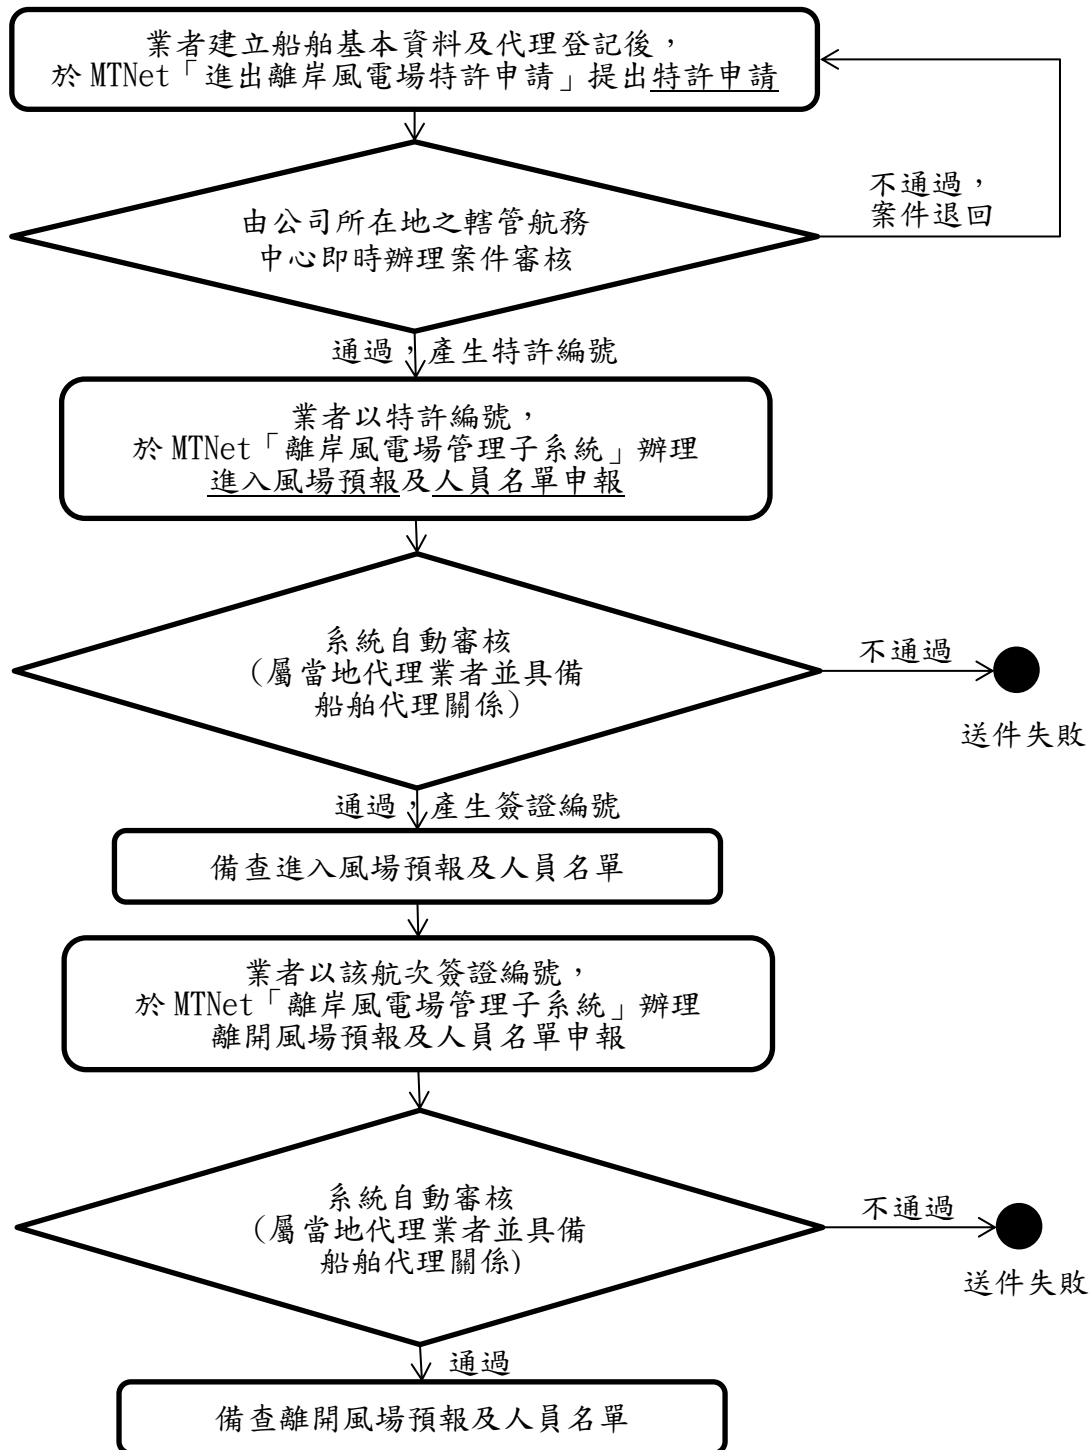 業者建立船舶基本資料及代理登記後，
於 MTNet「進出離岸風電場特許申請」提出特許申請
不通過，
案件退回
由公司所在地之轄管航務
中心即時辦理案件審核
通過，產生特許編號
業者以特許編號，
於 MTNet「離岸風電場管理子系統」辦理
進入風場預報及人員名單申報
系統自動審核
(屬當地代理業者並具備
船舶代理關係)
不通過
送件失敗
通過，產生簽證編號
備查進入風場預報及人員名單
業者以該航次簽證編號，
於 MTNet「離岸風電場管理子系統」辦理
離開風場預報及人員名單申報
系統自動審核
(屬當地代理業者並具備
船舶代理關係)
不通過
送件失敗
通過
備查離開風場預報及人員名單